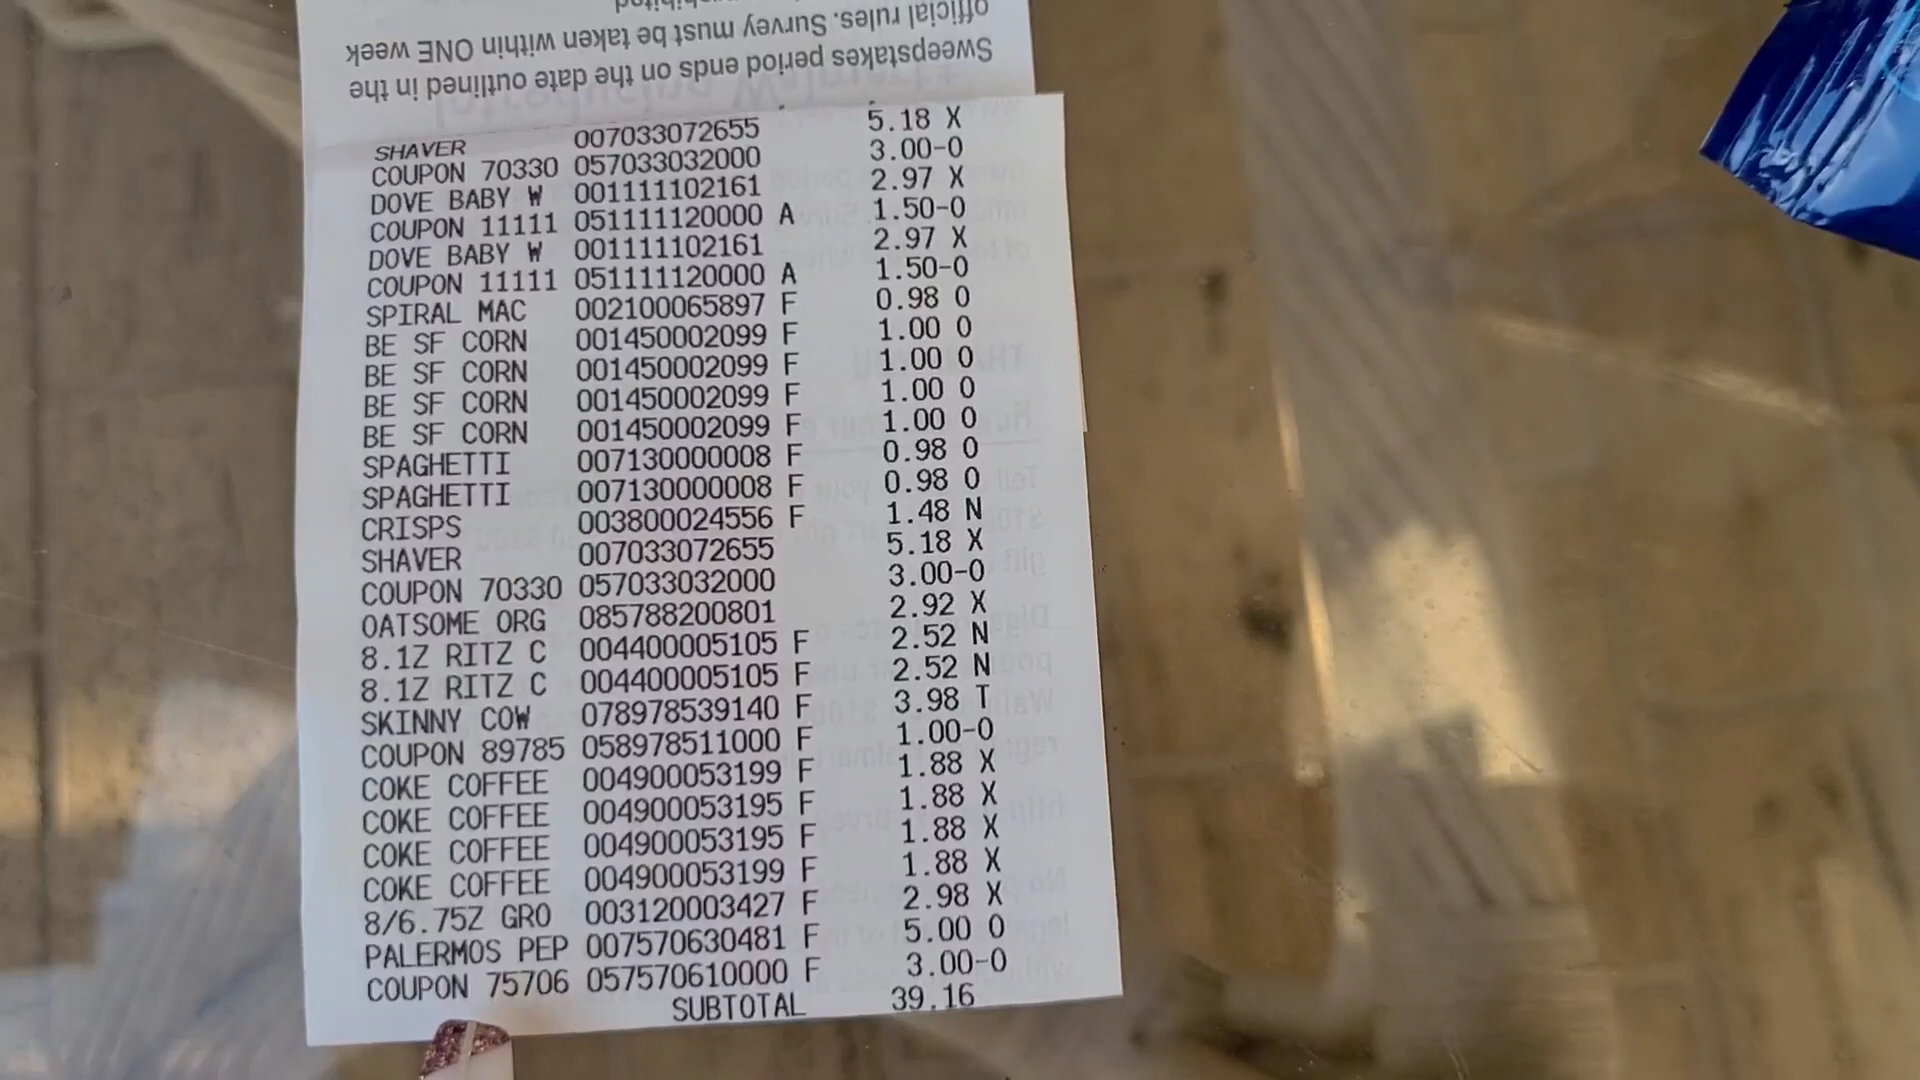 official rules. Survey must be taken within ONE week
Sweepstakes period ends on the date outlined in the
SHAVER 007033072655 5.18 X
COUPON 70330 057033032000 3.00-0
DOVE BABY W 001111102161 2.97 X
COUPON 11111 051111120000 A 1.50-0
DOVE BABY W 001111102161 2.97 X
COUPON 11111 051111120000 A 1.50-0
SPIRAL MAC 002100065897 F 0.98 0
BE SF CORN 001450002099 F 1.00 0
BE SF CORN 001450002099 F 1.00 0
BE SF CORN 001450002099 F 1.00 0
BE SF CORN 001450002099 F 1.00 0
SPAGHETTI 007130000008 F 0.98 0
SPAGHETTI 007130000008 F 0.98 0
CRISPS 003800024556 F 1.48 N
SHAVER 007033072655 5.18 X
COUPON 70330 057033032000 3.00-0
OATSOME ORG 085788200801 2.92 X
8.1Z RITZ C 004400005105 F 2.52 N
8.1Z RITZ C 004400005105 F 2.52 N
SKINNY COW 078978539140 F 3.98 T
COUPON 89785 058978511000 F 1.00-0
COKE COFFEE 004900053199 F 1.88 X
COKE COFFEE 004900053195 F 1.88 X
COKE COFFEE 004900053195 F 1.88 X
COKE COFFEE 004900053199 F 1.88 X
8/6.75Z GRO 003120003427 F 2.98 X
PALERMOS PEP 007570630481 F 5.00 0
COUPON 75706 057570610000 F 3.00-0
SUBTOTAL 39.16